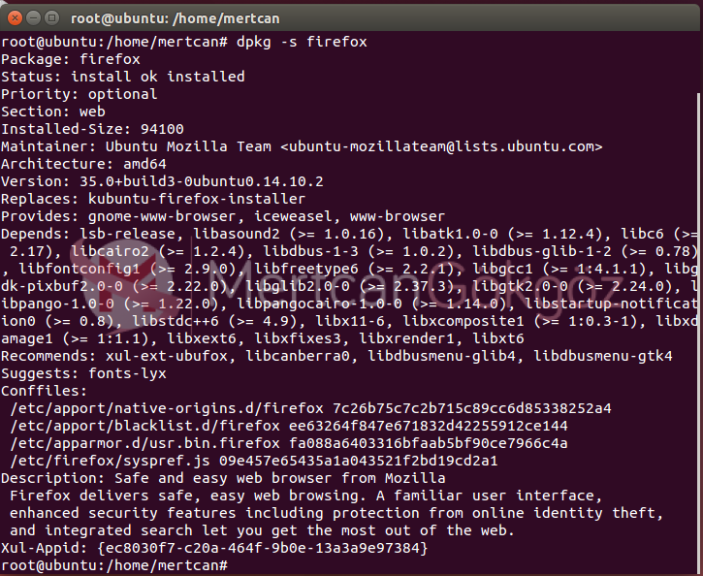 root@ubuntu: /home/mertcan
root@ubuntu:/home/mertcan# dpkg -s firefox
Package: firefox
Status: install ok installed
Priority: optional
Section: web
Installed-Size: 94100
Maintainer: Ubuntu Mozilla Team <ubuntu-mozillateam@lists.ubuntu.com>
Architecture: amd64
Version: 35.0+build3-0ubuntu0.14.10.2
Replaces: kubuntu-firefox-installer
Provides: gnome-www-browser, iceweasel, www-browser
Depends: lsb-release, libasound2 (>= 1.0.16), libatk1.0-0 (>= 1.12.4), libc6 (>=
 2.17), libcairo2 (>= 1.2.4), libdbus-1-3 (>= 1.0.2), libdbus-glib-1-2 (>= 0.78)
, libfontconfig1 (>= 2.9.0), libfreetype6 (>= 2.2.1), libgcc1 (>= 1:4.1.1), libg
dk-pixbuf2.0-0 (>= 2.22.0), libglib2.0-0 (>= 2.37.3), libgtk2.0-0 (>= 2.24.0), l
ibpango-1.0-0 (>= 1.22.0), libpangocairo-1.0-0 (>= 1.14.0), libstartup-notificat
ion0 (>= 0.8), libstdc++6 (>= 4.9), libx11-6, libxcomposite1 (>= 1:0.3-1), libxd
amage1 (>= 1:1.1), libxext6, libxfixes3, libxrender1, libxt6
Recommends: xul-ext-ubufox, libcanberra0, libdbusmenu-glib4, libdbusmenu-gtk4
Suggests: fonts-lyx
Conffiles:
 /etc/apport/native-origins.d/firefox 7c26b75c7c2b715c89cc6d85338252a4
 /etc/apport/blacklist.d/firefox ee63264f847e671832d42255912ce144
 /etc/apparmor.d/usr.bin.firefox fa088a6403316bfaab5bf90ce7966c4a
 /etc/firefox/syspref.js 09e457e65435a1a043521f2bd19cd2a1
Description: Safe and easy web browser from Mozilla
 Firefox delivers safe, easy web browsing. A familiar user interface,
 enhanced security features including protection from online identity theft,
 and integrated search let you get the most out of the web.
Xul-Appid: {ec8030f7-c20a-464f-9b0e-13a3a9e97384}
root@ubuntu:/home/mertcan#
Mertcan Gökgöz